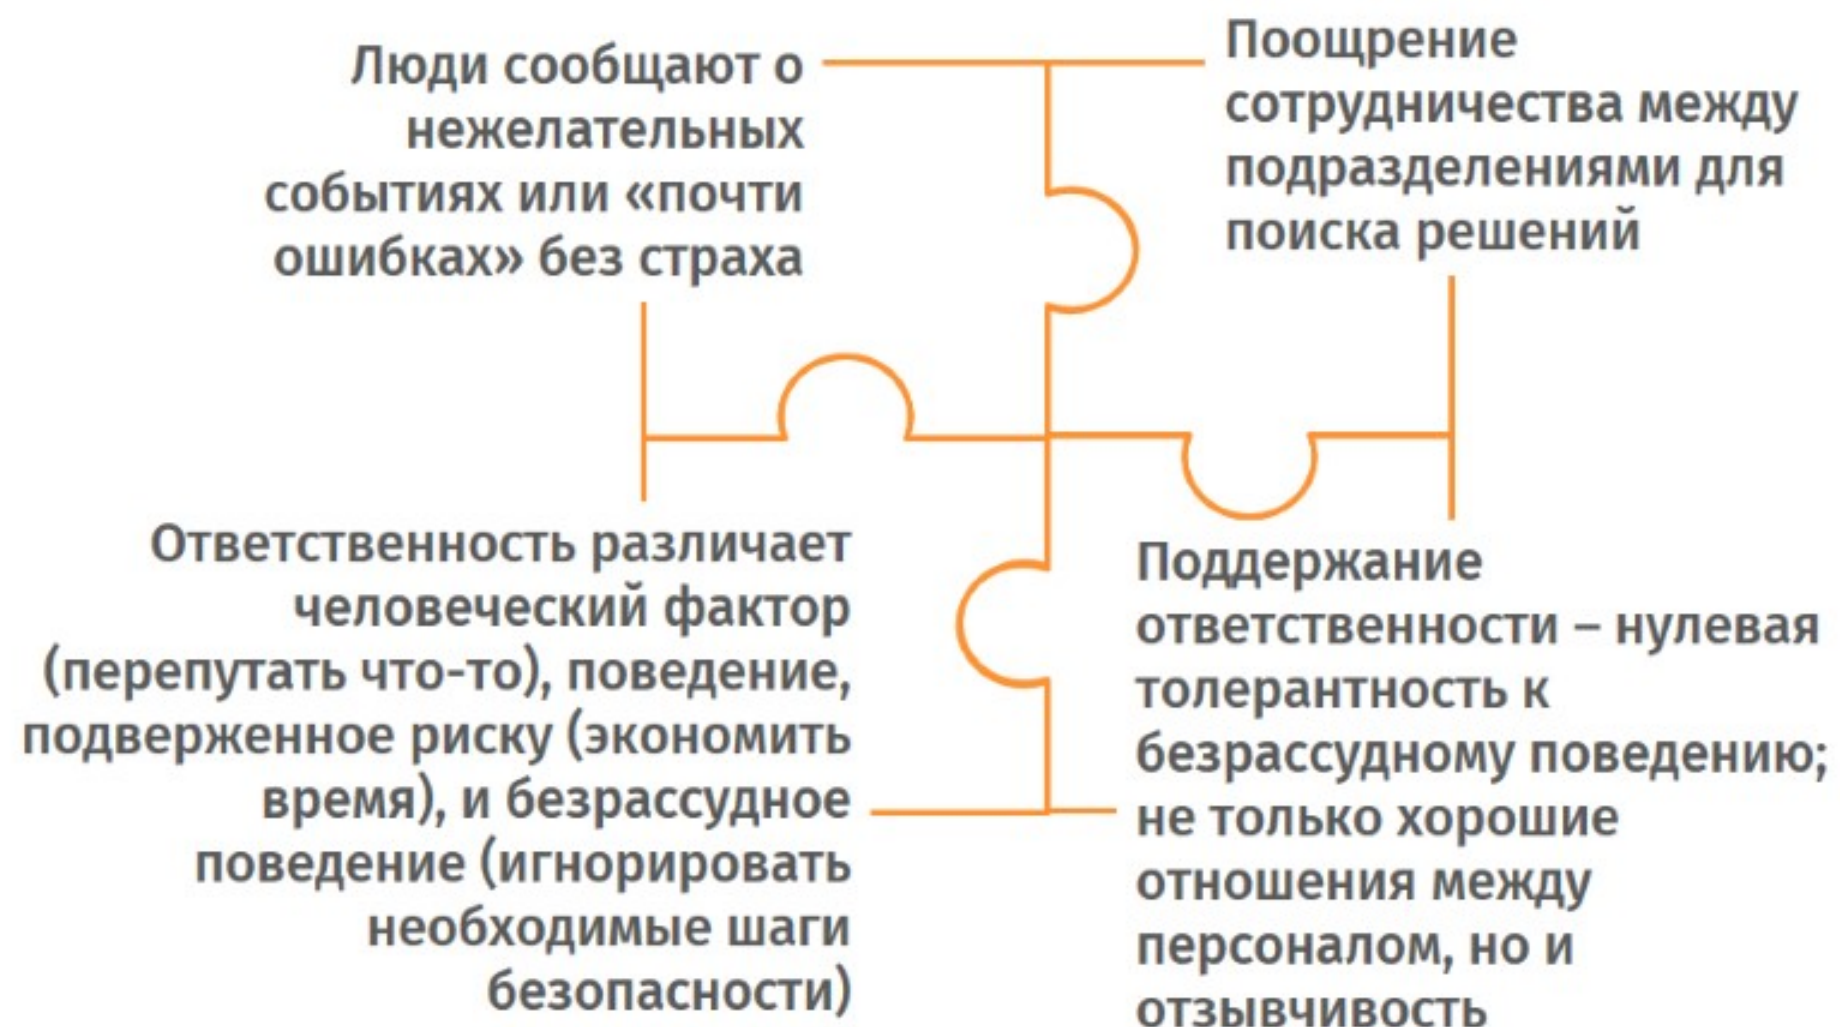 Люди сообщают о
нежелательных
событиях или «почти
ошибках» без страха
Поощрение
сотрудничества между
подразделениями для
поиска решений
Ответственность различает
человеческий фактор
(перепутать что-то), поведение,
подверженное риску (экономить
время), и безрассудное
поведение (игнорировать
необходимые шаги
безопасности)
Поддержание
ответственности – нулевая
толерантность к
безрассудному поведению;
не только хорошие
отношения между
персоналом, но и
отзывчивость